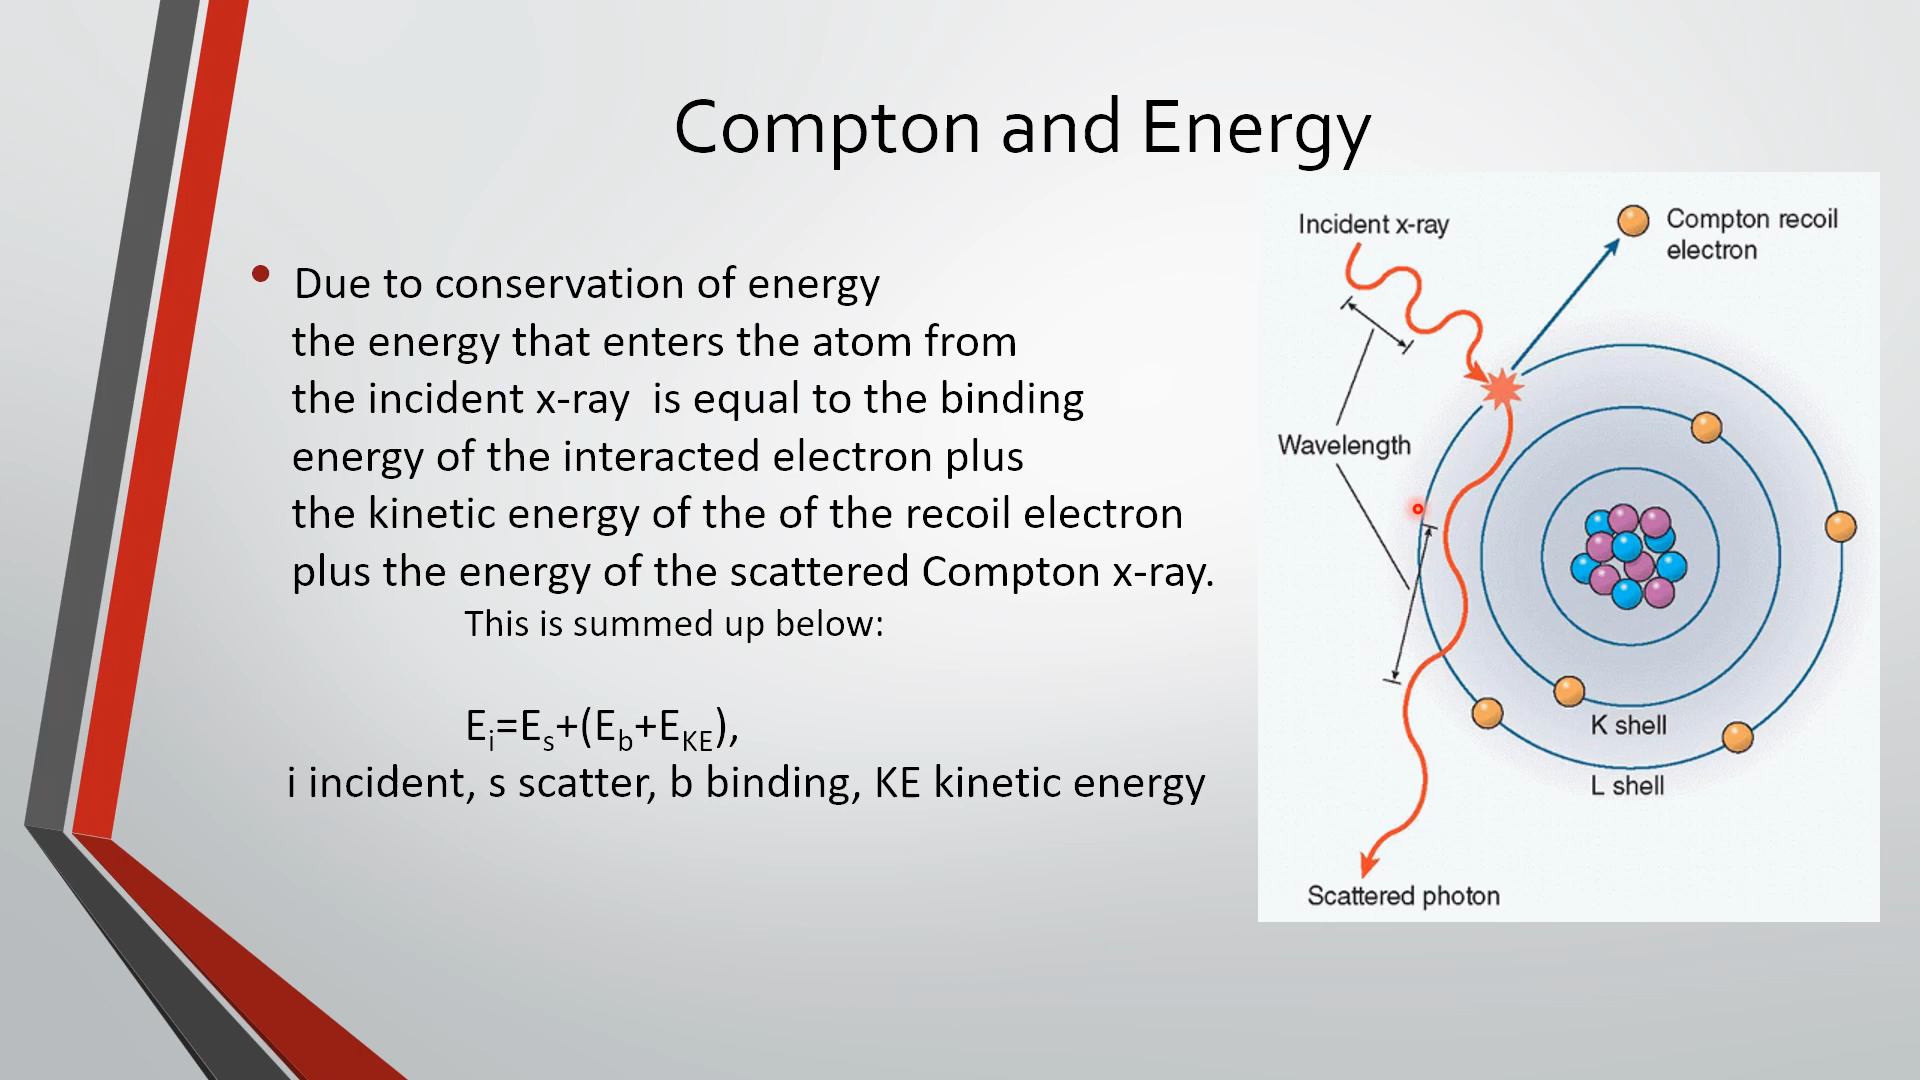 Compton and Energy
• Due to conservation of energy
the energy that enters the atom from
the incident x-ray  is equal to the binding
energy of the interacted electron plus
the kinetic energy of the of the recoil electron
plus the energy of the scattered Compton x-ray.
This is summed up below:
Ei=Es+(Eb+EKE),
i incident, s scatter, b binding, KE kinetic energy
Incident x-ray
Compton recoil
electron
Wavelength
K shell
L shell
Scattered photon